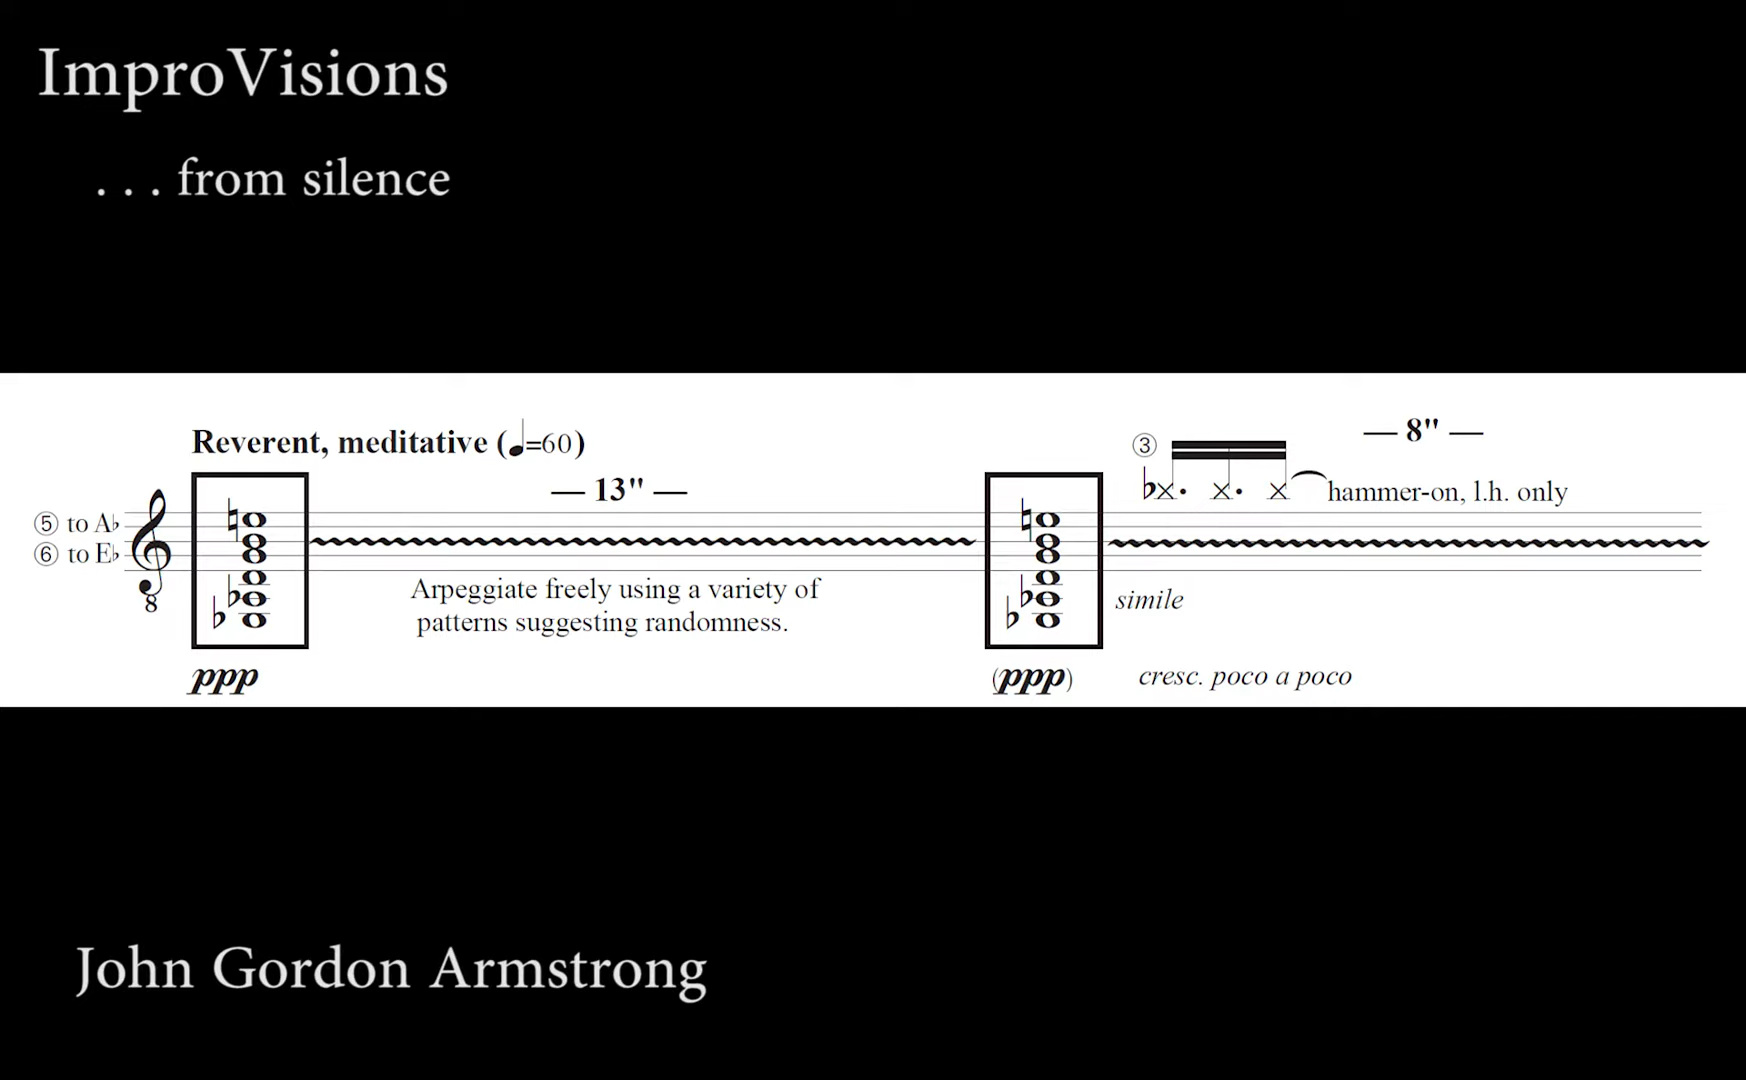 ImproVisions
. . . from silence
Reverent, meditative (♩=60)
— 13" —
③
— 8" —
hammer-on, l.h. only
⑤ to A♭
⑥ to E♭
8
Arpeggiate freely using a variety of
patterns suggesting randomness.
simile
ppp
(ppp)
cresc. poco a poco
John Gordon Armstrong